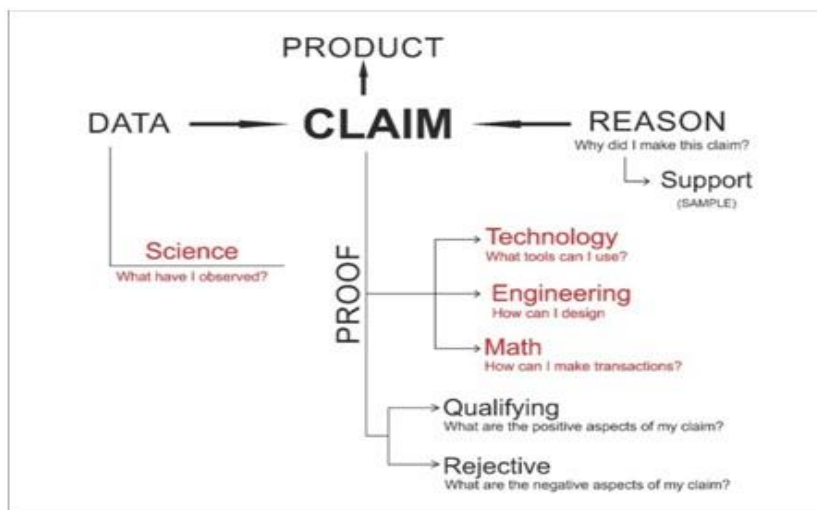 PRODUCT
DATA
CLAIM
REASON
Why did I make this claim?
Support
(SAMPLE)
Science
What have I observed?
PROOF
Technology
What tools can I use?
Engineering
How can I design
Math
How can I make transactions?
Qualifying
What are the positive aspects of my claim?
Rejective
What are the negative aspects of my claim?